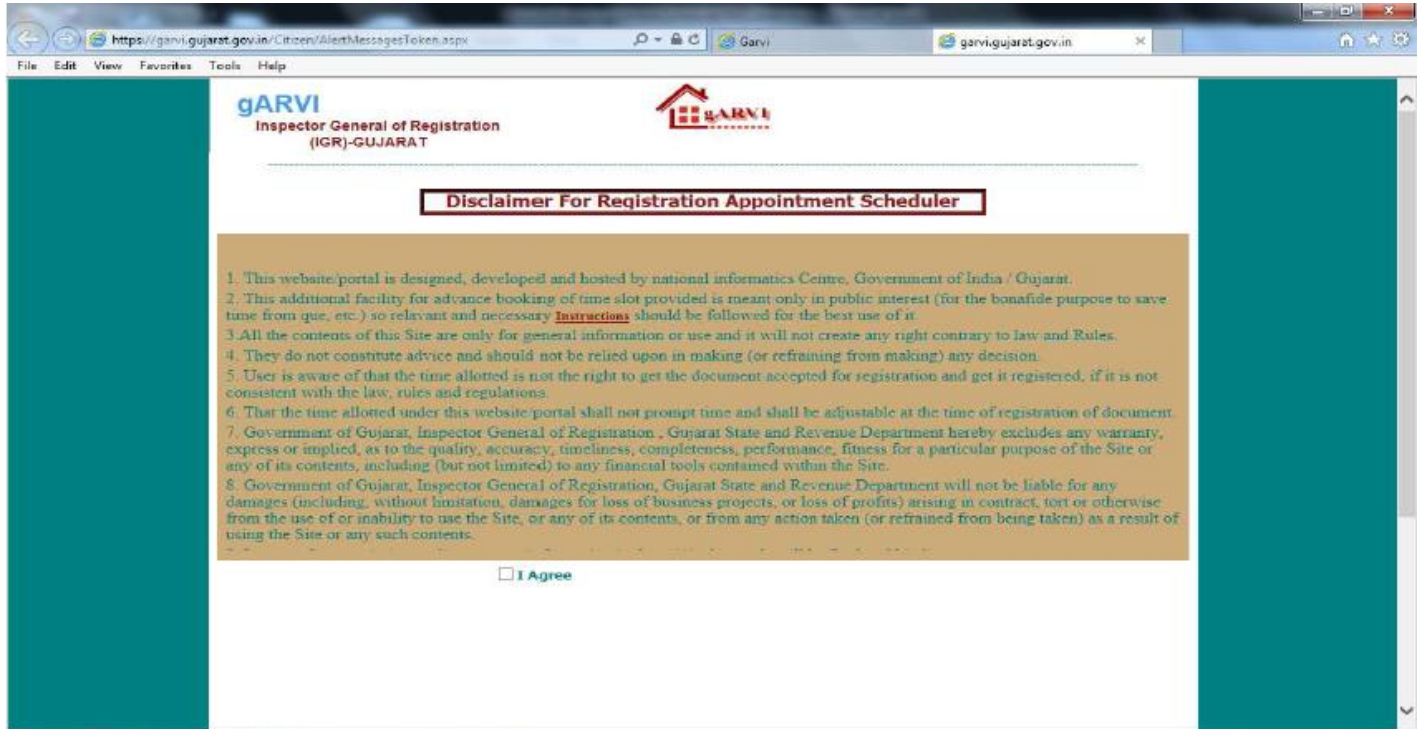 https://garvi.gujarat.gov.in/Citizen/AlertMessagesToken.aspx
Garvi
garvi.gujarat.gov.in
File Edit View Favorites Tools Help
gARVI
Inspector General of Registration
(IGR)-GUJARAT
gARVI
Disclaimer For Registration Appointment Scheduler
1. This website/portal is designed, developed and hosted by national informatics Centre, Government of India / Gujarat.
2. This additional facility for advance booking of time slot provided is meant only in public interest (for the bonafide purpose to save
time from que, etc.) so relavant and necessary Instructions should be followed for the best use of it.
3.All the contents of this Site are only for general information or use and it will not create any right contrary to law and Rules.
4. They do not constitute advice and should not be relied upon in making (or refraining from making) any decision.
5. User is aware of that the time allotted is not the right to get the document accepted for registration and get it registered, if it is not
consistent with the law, rules and regulations.
6. That the time allotted under this website/portal shall not prompt time and shall be adjustable at the time of registration of document.
7. Government of Gujarat, Inspector General of Registration , Gujarat State and Revenue Department hereby excludes any warranty,
express or implied, as to the quality, accuracy, timeliness, completeness, performance, fitness for a particular purpose of the Site or
any of its contents, including (but not limited) to any financial tools contained within the Site.
8. Government of Gujarat, Inspector General of Registration, Gujarat State and Revenue Department will not be liable for any
damages (including, without limitation, damages for loss of business projects, or loss of profits) arising in contract, tort or otherwise
from the use of or inability to use the Site, or any of its contents, or from any action taken (or refrained from being taken) as a result of
using the Site or any such contents.
I Agree